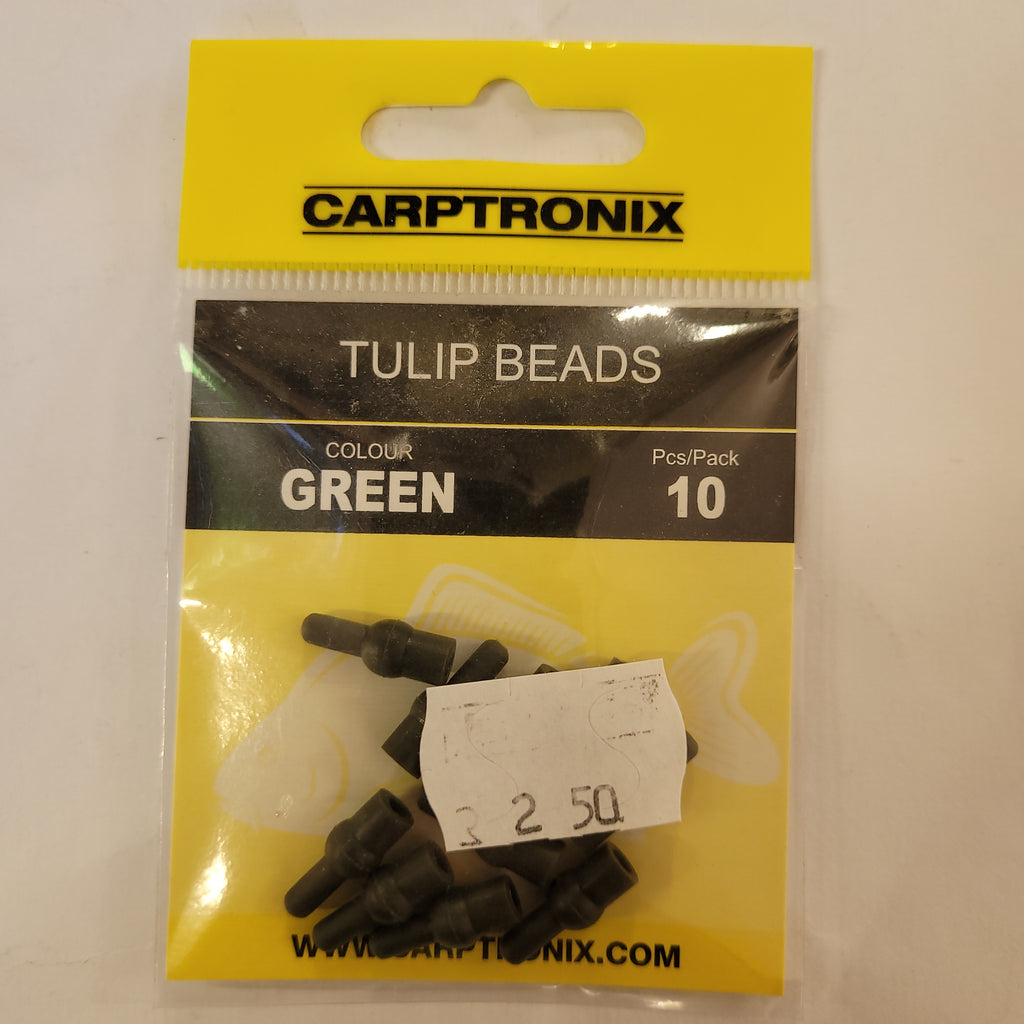 CARPTRONIX
TULIP BEADS
COLOUR
GREEN
Pcs/Pack
10
2 50
WWW.CARPTRONIX.COM